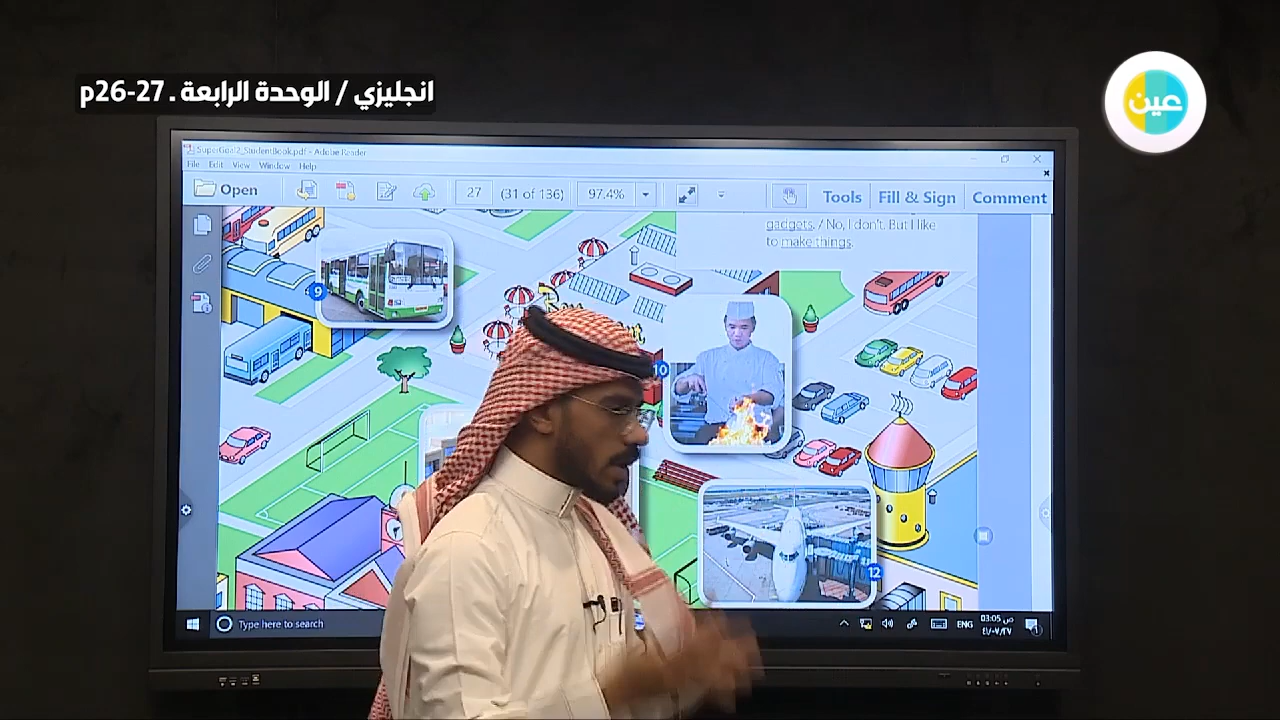 انجليزي / الوحدة الرابعة . p26-27
عين
SuperGoal2_StudentBook.pdf - Adobe Reader
File Edit View Window Help
Open 27 (31 of 136) 97.4% Tools Fill & Sign Comment
gadgets. / No, I don't. But I like
to make things.
9
10
12
Type here to search
ENG
03:05 ص